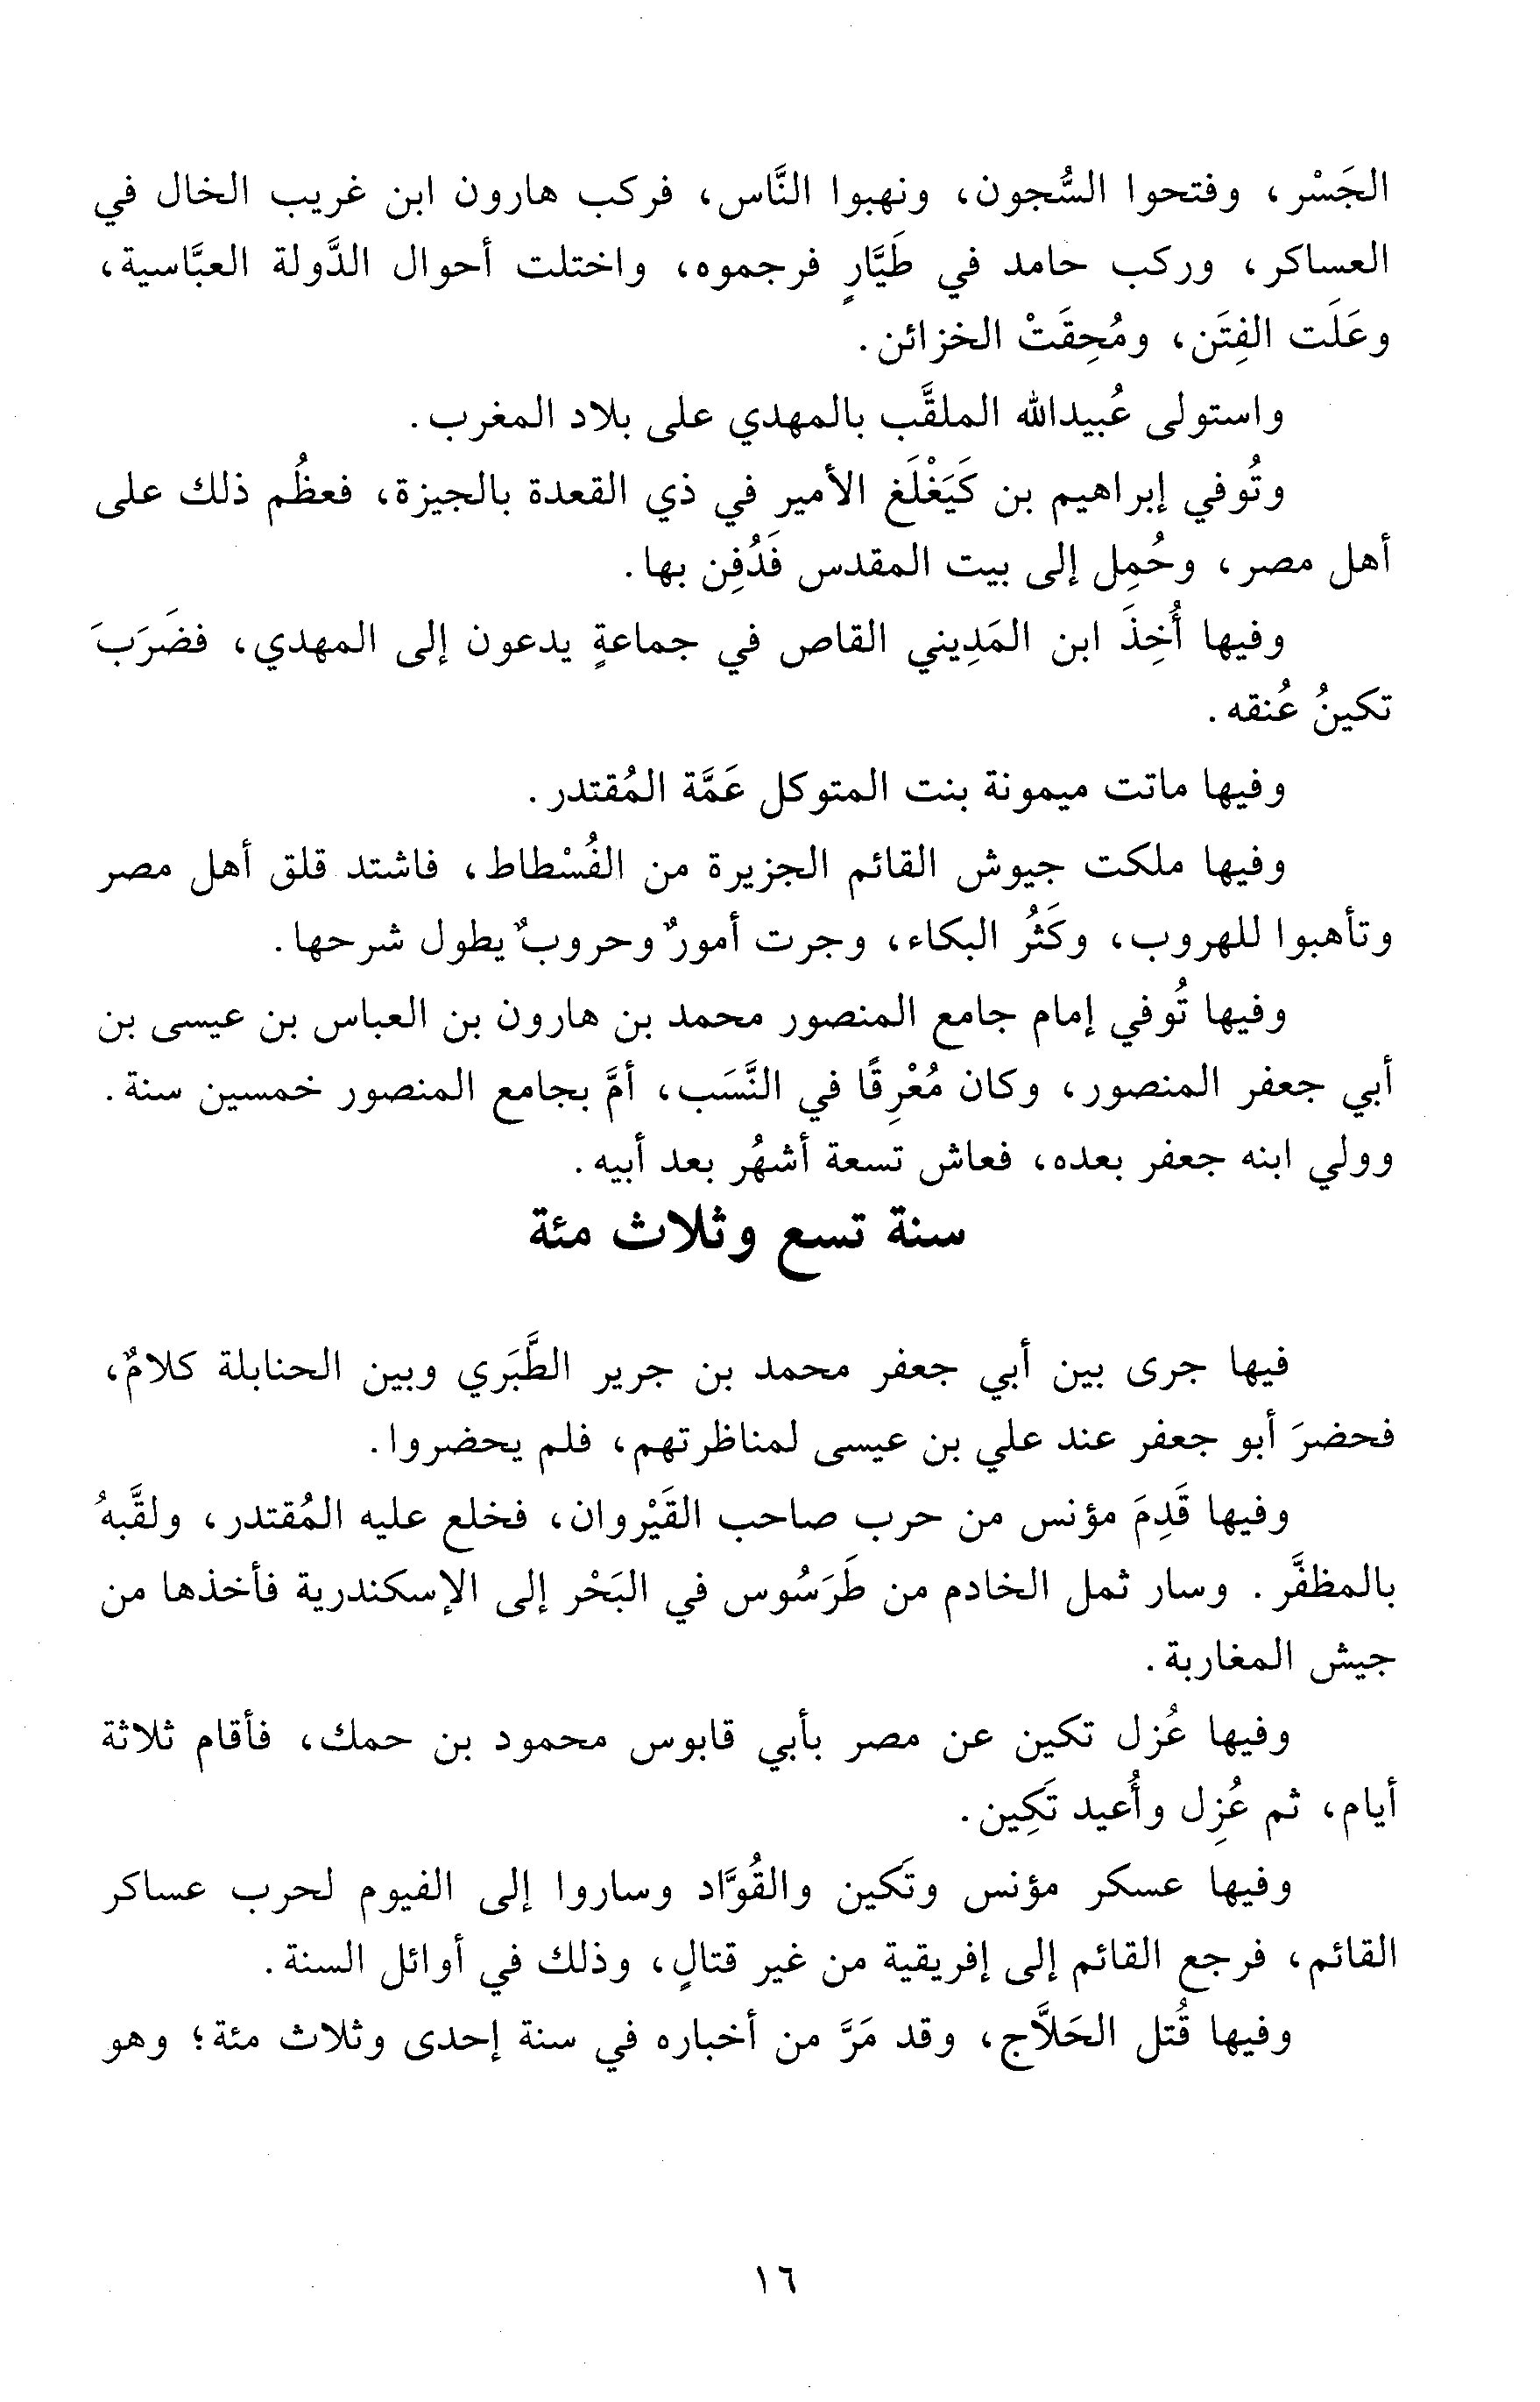 الجَسْر، وفتحوا السُّجون، ونهبوا النَّاس، فركب هارون ابن غريب الخال في
العساكر، وركب حامد في طَيَّارٍ فرجموه، واختلت أحوال الدَّولة العبَّاسية،
وعَلَت الفِتَن، ومُحِقَتْ الخزائن.
واستولى عُبيدالله الملقَّب بالمهدي على بلاد المغرب.
وتُوفي إبراهيم بن كَيَغْلَغ الأمير في ذي القعدة بالجيزة، فعظُم ذلك على
أهل مصر، وحُمِل إلى بيت المقدس فَدُفِن بها.
وفيها أُخِذَ ابن المَدِيني القاص في جماعةٍ يدعون إلى المهدي، فضَرَبَ
تكينُ عُنقه.
وفيها ماتت ميمونة بنت المتوكل عَمَّة المُقتدر.
وفيها ملكت جيوش القائم الجزيرة من الفُسْطاط، فاشتد قلق أهل مصر
وتأهبوا للهروب، وكَثُر البكاء، وجرت أمورٌ وحروبٌ يطول شرحها.
وفيها تُوفي إمام جامع المنصور محمد بن هارون بن العباس بن عيسى بن
أبي جعفر المنصور، وكان مُعْرِقًا في النَّسَب، أمَّ بجامع المنصور خمسين سنة.
وولي ابنه جعفر بعده، فعاش تسعة أشهُر بعد أبيه.
سنة تسع وثلاث مئة
فيها جرى بين أبي جعفر محمد بن جرير الطَّبَري وبين الحنابلة كلامٌ،
فحضرَ أبو جعفر عند علي بن عيسى لمناظرتهم، فلم يحضروا.
وفيها قَدِمَ مؤنس من حرب صاحب القَيْروان، فخلع عليه المُقتدر، ولقَّبهُ
بالمظفَّر. وسار ثمل الخادم من طَرَسُوس في البَحْر إلى الإسكندرية فأخذها من
جيش المغاربة.
وفيها عُزل تكين عن مصر بأبي قابوس محمود بن حمك، فأقام ثلاثة
أيام، ثم عُزِل وأُعيد تَكِين.
وفيها عسكر مؤنس وتَكين والقُوَّاد وساروا إلى الفيوم لحرب عساكر
القائم، فرجع القائم إلى إفريقية من غير قتالٍ، وذلك في أوائل السنة.
وفيها قُتل الحَلاَّج، وقد مَرَّ من أخباره في سنة إحدى وثلاث مئة؛ وهو
١٦